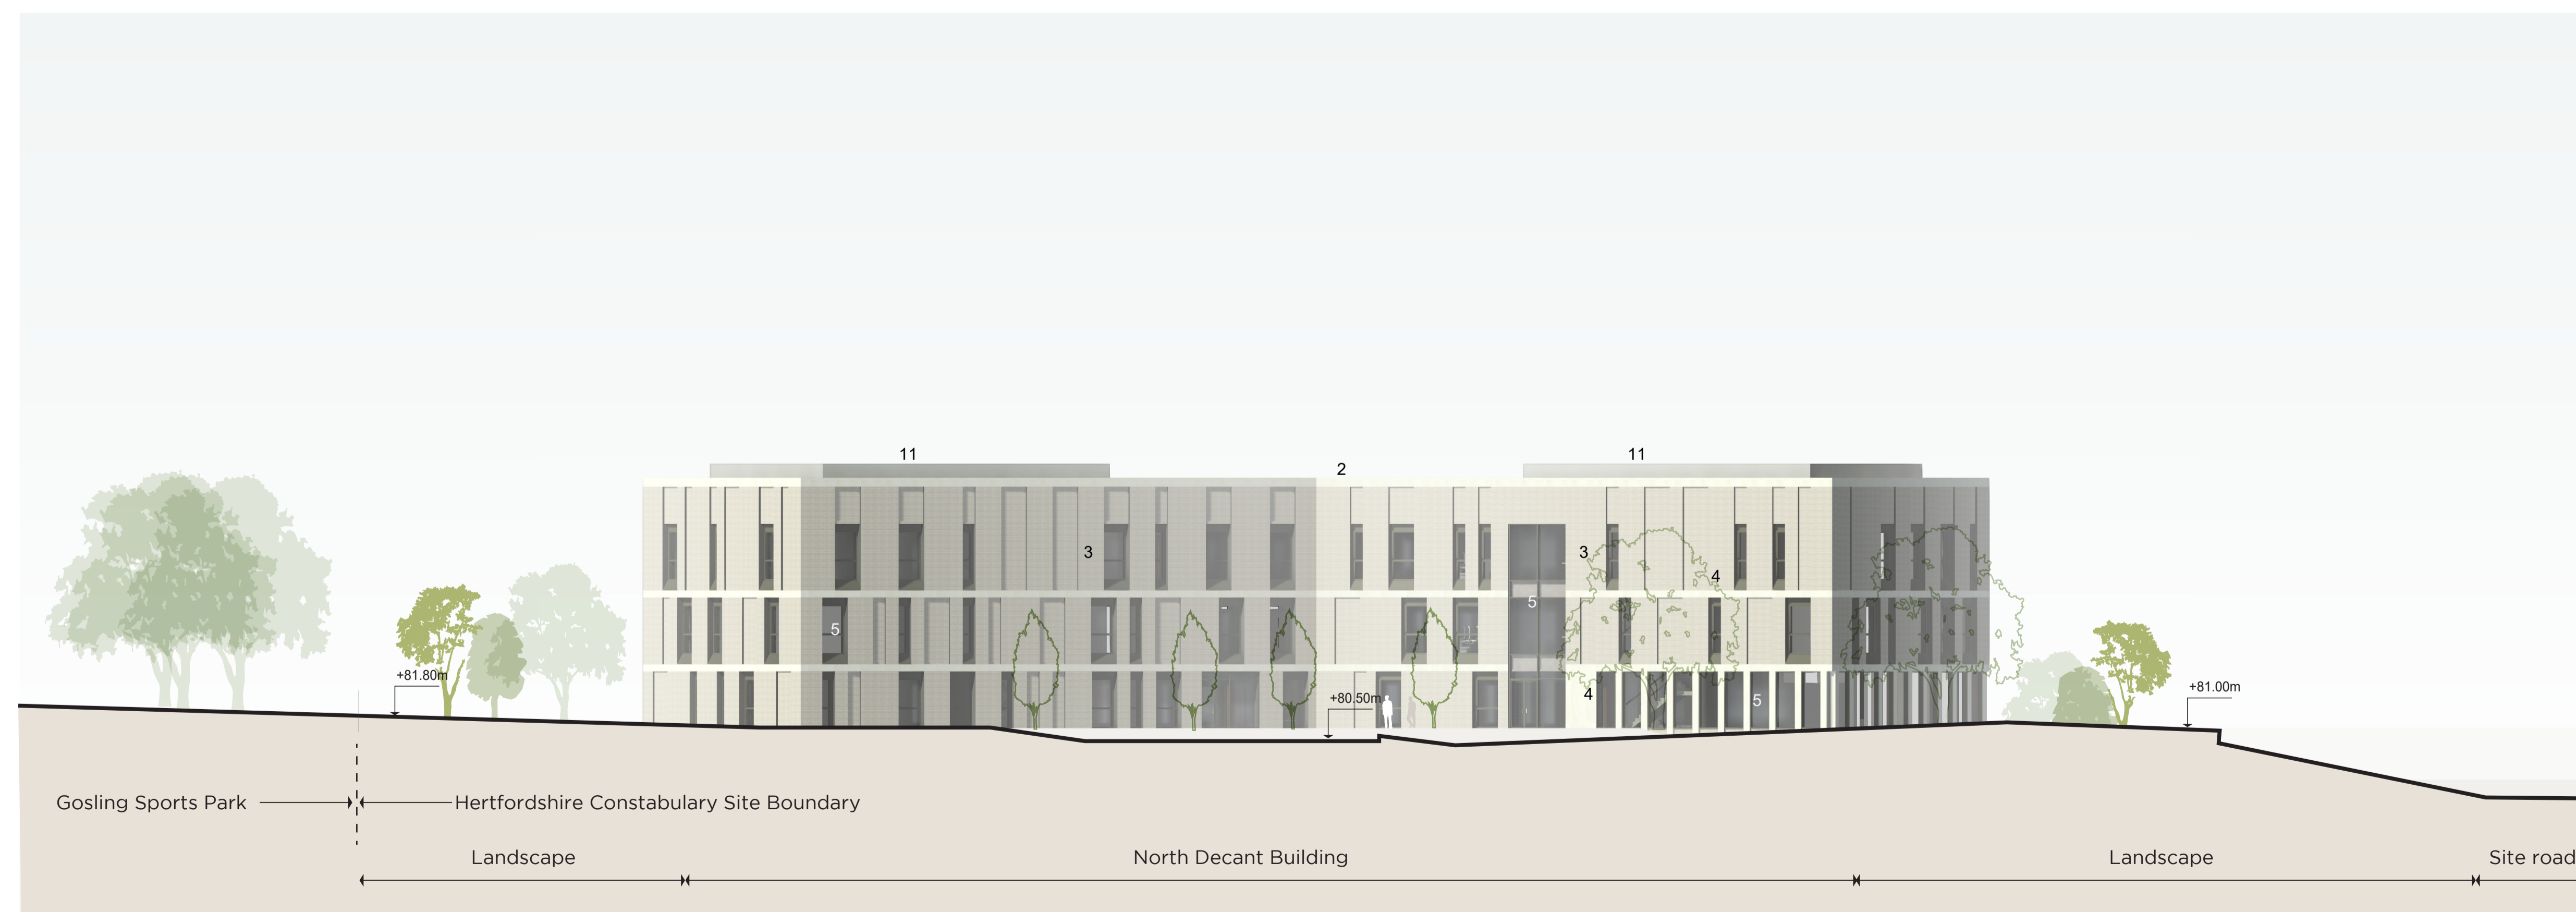 11
11
2
3
3
4
5
5
+81.80m
+81.00m
4
+80.50m
5
Gosling Sports Park
Hertfordshire Constabulary Site Boundary
Landscape
North Decant Building
Landscape
Site road